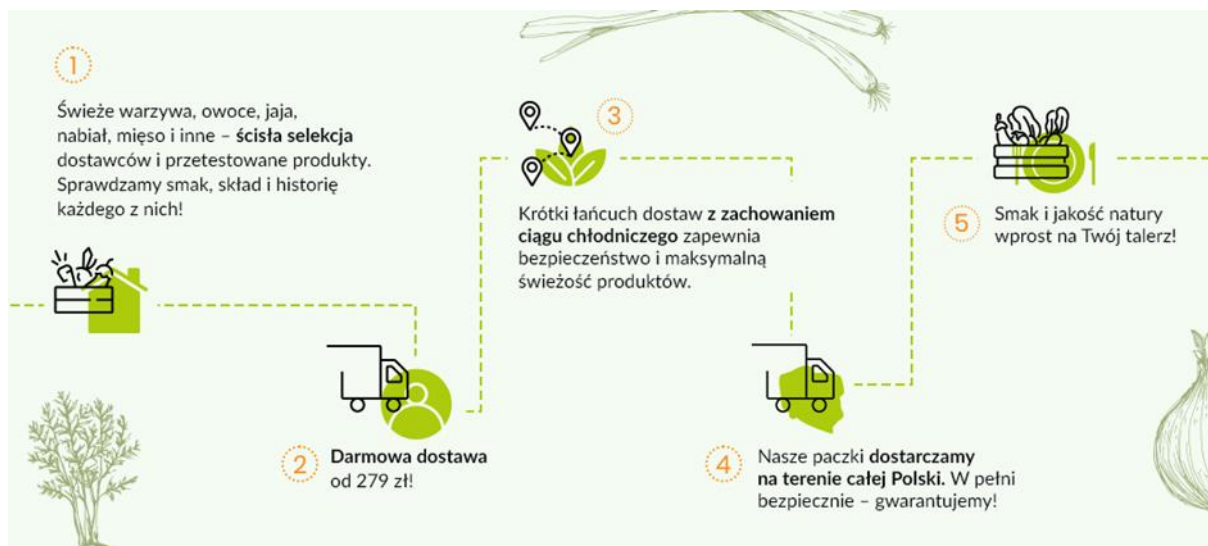 1
Świeże warzywa, owoce, jaja,
nabiał, mięso i inne – ścisła selekcja
dostawców i przetestowane produkty.
Sprawdzamy smak, skład i historię
każdego z nich!
2
Darmowa dostawa
od 279 zł!
3
Krótki łańcuch dostaw z zachowaniem
ciągu chłodniczego zapewnia
bezpieczeństwo i maksymalną
świeżość produktów.
4
Nasze paczki dostarczamy
na terenie całej Polski. W pełni
bezpiecznie – gwarantujemy!
5
Smak i jakość natury
wprost na Twój talerz!